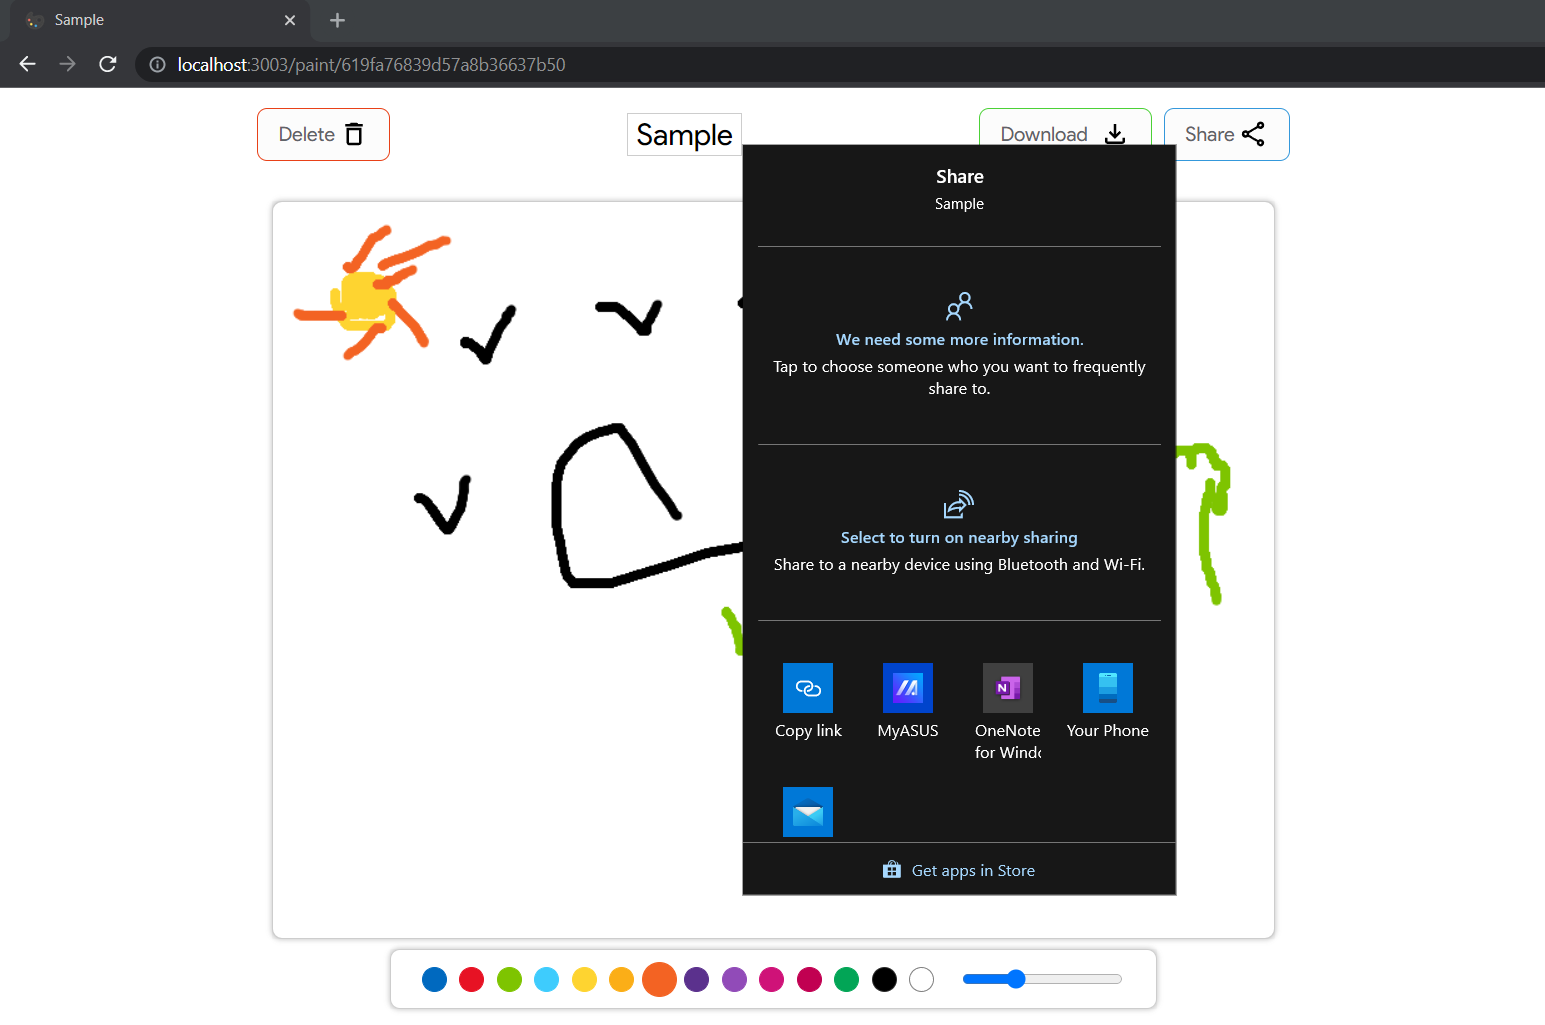 Sample
localhost:3003/paint/619fa76839d57a8b36637b50
Delete
Sample
Download
Share
Share
Sample
We need some more information.
Tap to choose someone who you want to frequently
share to.
Select to turn on nearby sharing
Share to a nearby device using Bluetooth and Wi-Fi.
Copy link
MyASUS
OneNote
for Windo
Your Phone
Get apps in Store